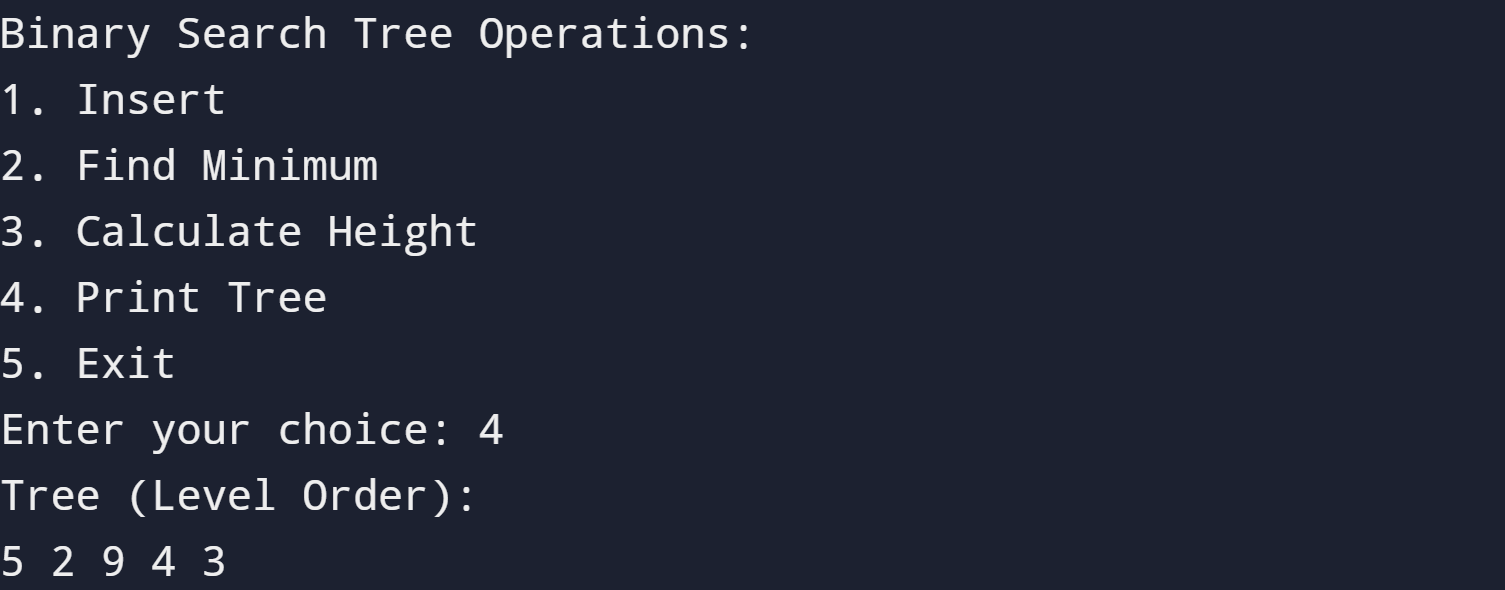 Binary Search Tree Operations:
1. Insert
2. Find Minimum
3. Calculate Height
4. Print Tree
5. Exit
Enter your choice: 4
Tree (Level Order):
5 2 9 4 3